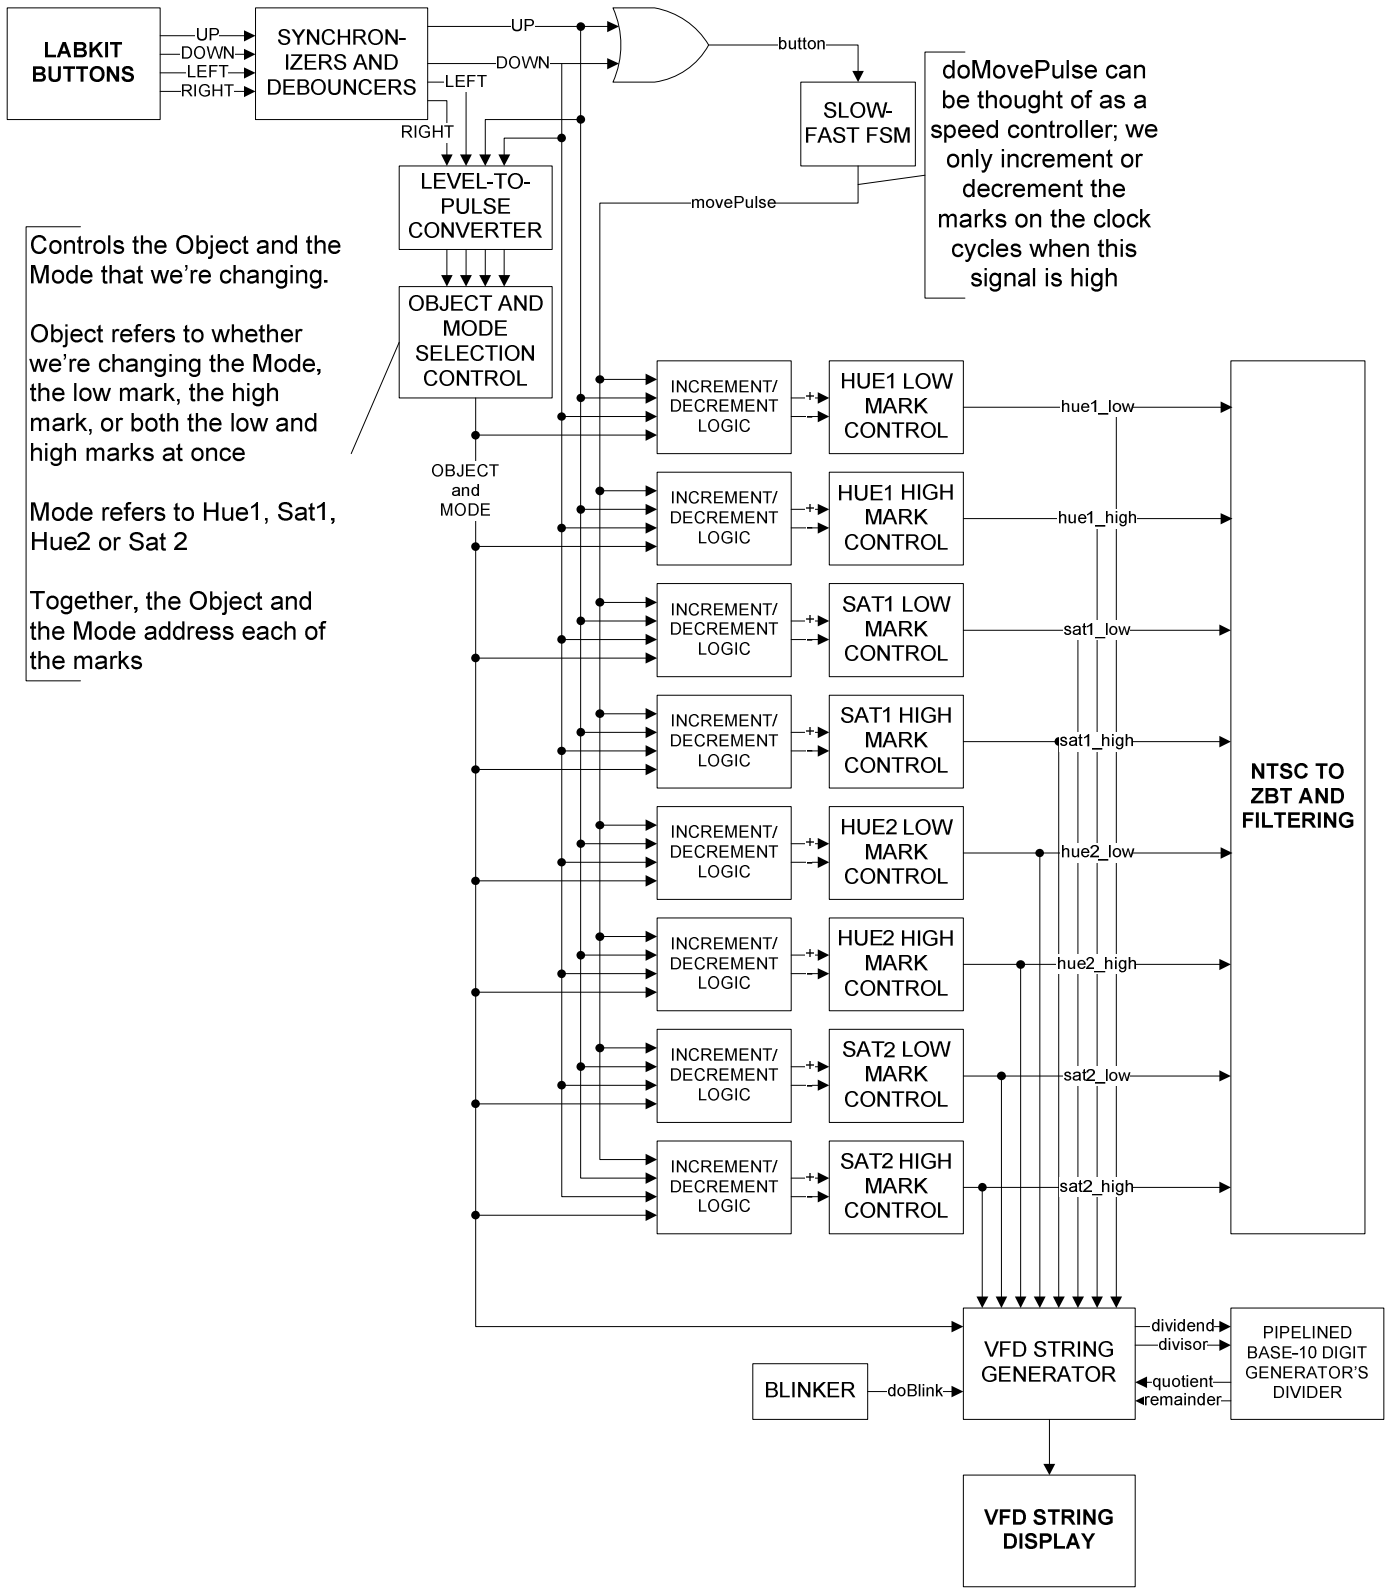 LABKIT
BUTTONS
UP
DOWN
LEFT
RIGHT
SYNCHRON-
IZERS AND
DEBOUNCERS
UP
DOWN
LEFT
RIGHT
button
SLOW-
FAST FSM
doMovePulse can
be thought of as a
speed controller; we
only increment or
decrement the
marks on the clock
cycles when this
signal is high
movePulse
LEVEL-TO-
PULSE
CONVERTER
OBJECT AND
MODE
SELECTION
CONTROL
Controls the Object and the
Mode that we're changing.
Object refers to whether
we're changing the Mode,
the low mark, the high
mark, or both the low and
high marks at once
Mode refers to Hue1, Sat1,
Hue2 or Sat 2
Together, the Object and
the Mode address each of
the marks
OBJECT
and
MODE
INCREMENT/
DECREMENT
LOGIC
+
-
HUE1 LOW
MARK
CONTROL
hue1_low
INCREMENT/
DECREMENT
LOGIC
+
-
HUE1 HIGH
MARK
CONTROL
hue1_high
INCREMENT/
DECREMENT
LOGIC
+
-
SAT1 LOW
MARK
CONTROL
sat1_low
INCREMENT/
DECREMENT
LOGIC
+
-
SAT1 HIGH
MARK
CONTROL
sat1_high
INCREMENT/
DECREMENT
LOGIC
+
-
HUE2 LOW
MARK
CONTROL
hue2_low
INCREMENT/
DECREMENT
LOGIC
+
-
HUE2 HIGH
MARK
CONTROL
hue2_high
INCREMENT/
DECREMENT
LOGIC
+
-
SAT2 LOW
MARK
CONTROL
sat2_low
INCREMENT/
DECREMENT
LOGIC
+
-
SAT2 HIGH
MARK
CONTROL
sat2_high
NTSC TO
ZBT AND
FILTERING
BLINKER
doBlink
VFD STRING
GENERATOR
dividend
divisor
quotient
remainder
PIPELINED
BASE-10 DIGIT
GENERATOR'S
DIVIDER
VFD STRING
DISPLAY